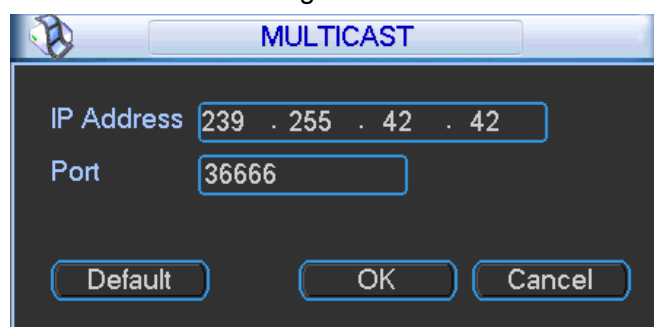 MULTICAST
IP Address 239 . 255 . 42 . 42
Port 36666
Default OK Cancel